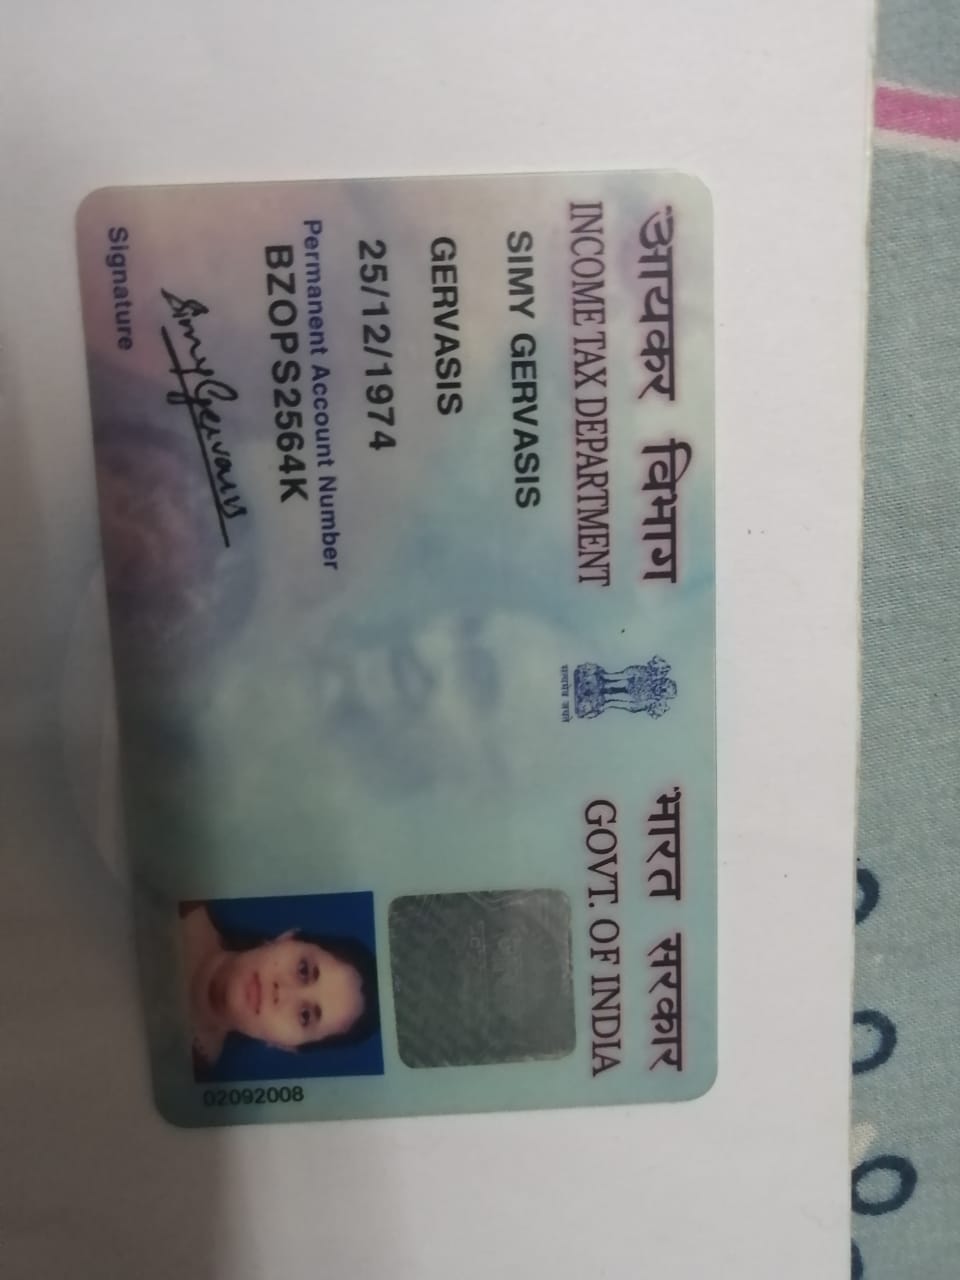 आयकर विभाग
INCOME TAX DEPARTMENT
सत्यमेव जयते
भारत सरकार
GOVT. OF INDIA
SIMY GERVASIS
GERVASIS
25/12/1974
Permanent Account Number
BZOPS2564K
Simy Gervasis
Signature
02092008